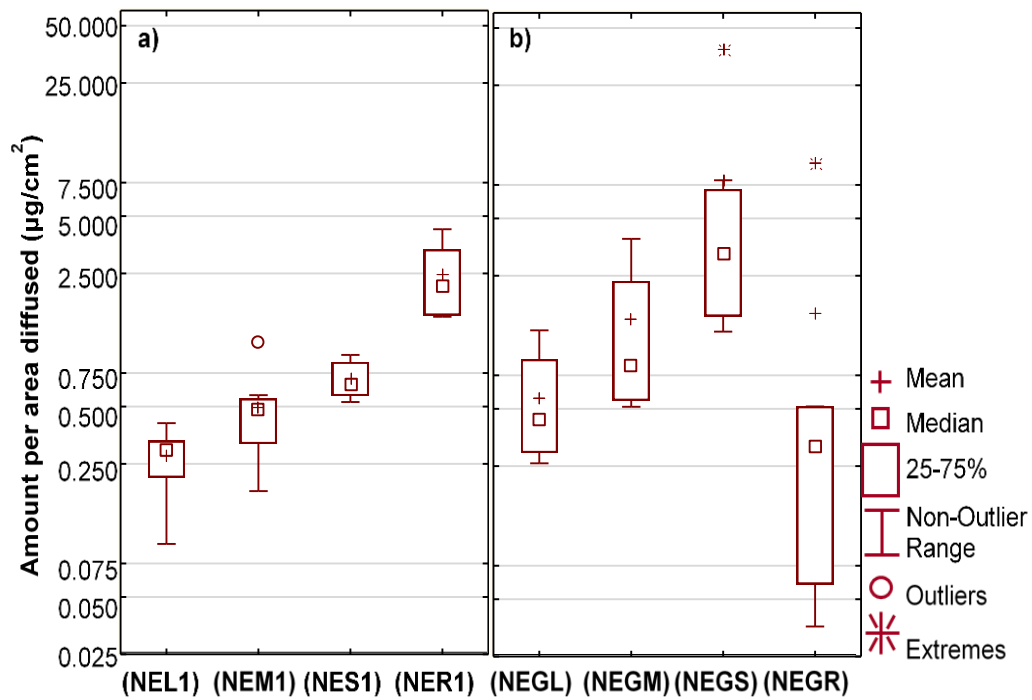 a)
b)
Amount per area diffused (µg/cm²)
50.000
25.000
7.500
5.000
2.500
0.750
0.500
0.250
0.075
0.050
0.025
(NEL1) (NEM1) (NES1) (NER1) (NEGL) (NEGM) (NEGS) (NEGR)
Mean
Median
25-75%
Non-Outlier
Range
Outliers
Extremes